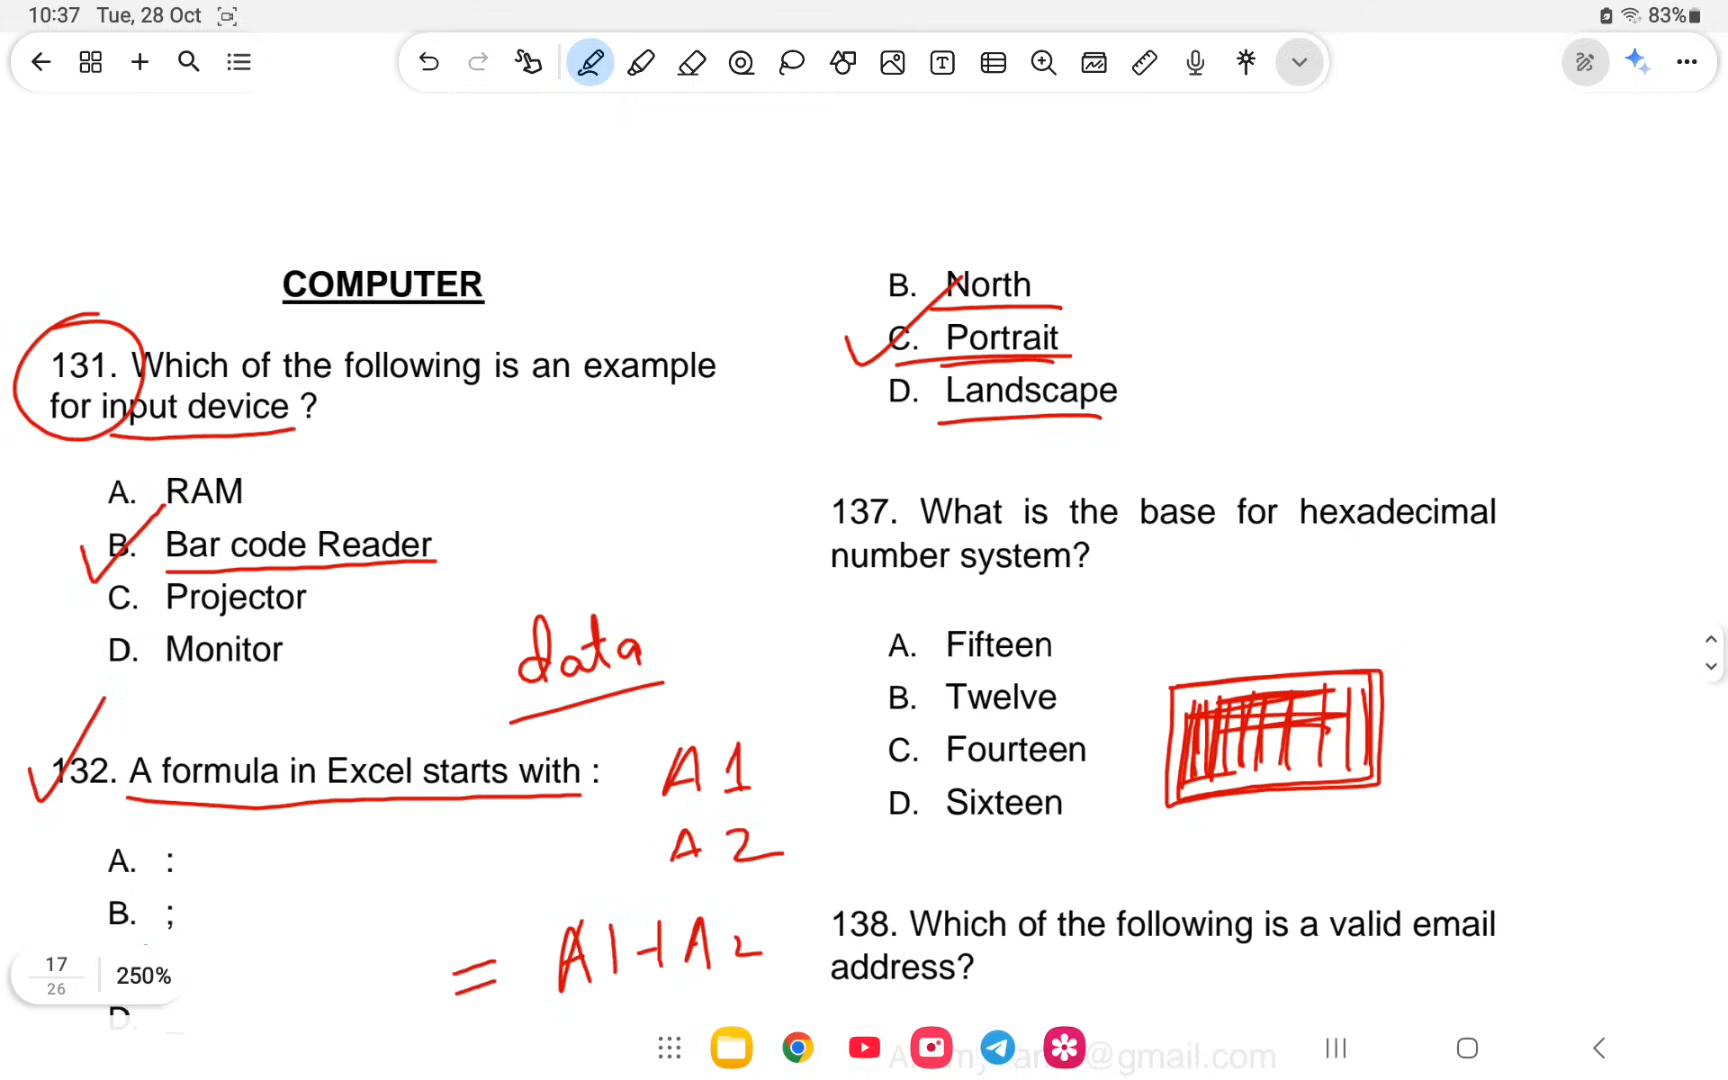 10:37 Tue, 28 Oct
83%
COMPUTER
131. Which of the following is an example
for input device ?
A. RAM
B. Bar code Reader
C. Projector
D. Monitor
data
132. A formula in Excel starts with :
A1
A2
A. :
B. ;
= A1+A2
D.
17
26
250%
B. North
C. Portrait
D. Landscape
137. What is the base for hexadecimal
number system?
A. Fifteen
B. Twelve
C. Fourteen
D. Sixteen
138. Which of the following is a valid email
address?
@gmail.com